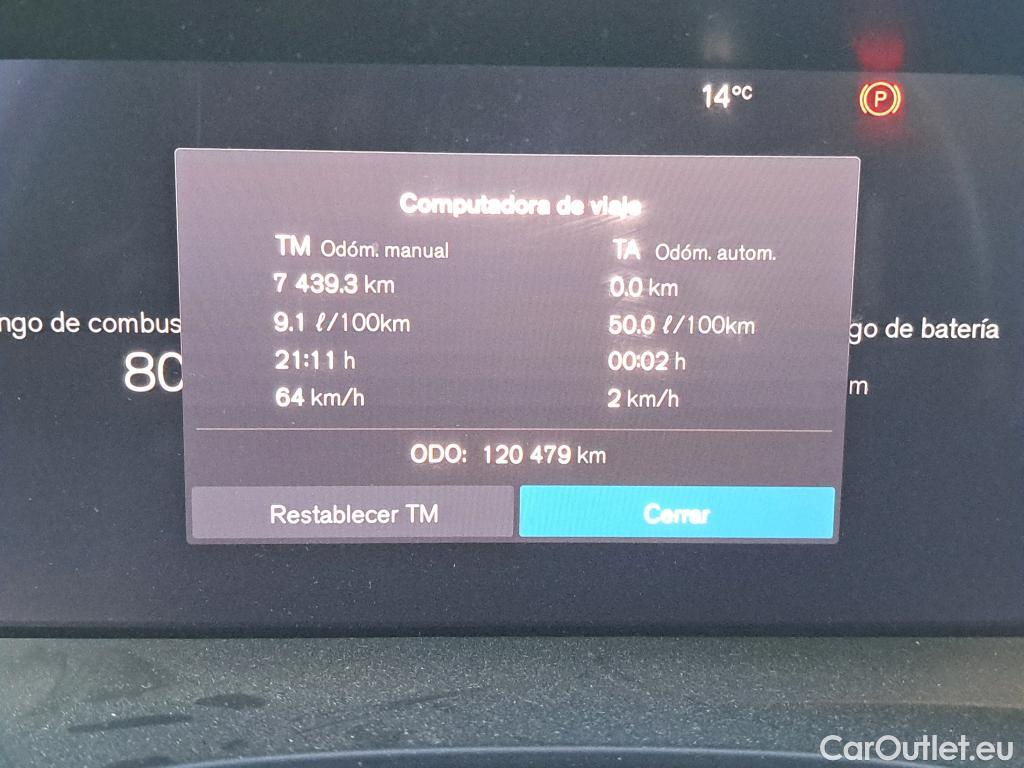 14°C
P
Computadora de viaje
TM Odóm. manual
TA Odóm. autom.
7 439.3 km
0.0 km
9.1 ℓ/100km
50.0 ℓ/100km
21:11 h
00:02 h
64 km/h
2 km/h
ngo de combus
go de batería
80
m
ODO: 120 479 km
Restablecer TM
Cerrar
CarOutlet.eu